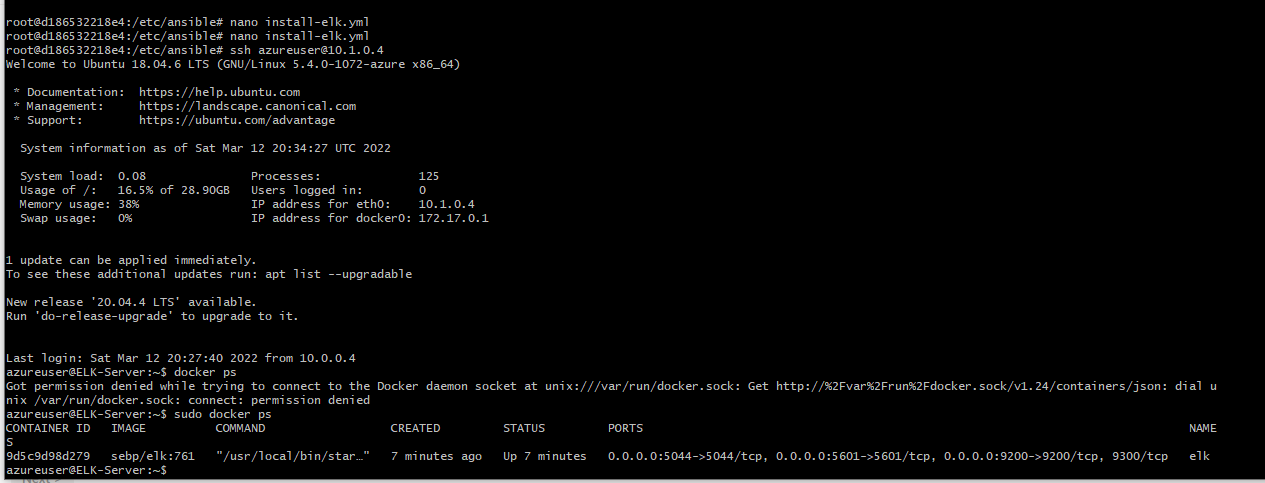 root@d186532218e4:/etc/ansible# nano install-elk.yml
root@d186532218e4:/etc/ansible# nano install-elk.yml
root@d186532218e4:/etc/ansible# ssh azureuser@10.1.0.4
Welcome to Ubuntu 18.04.6 LTS (GNU/Linux 5.4.0-1072-azure x86_64)
* Documentation:  https://help.ubuntu.com
* Management:     https://landscape.canonical.com
* Support:        https://ubuntu.com/advantage
System information as of Sat Mar 12 20:34:27 UTC 2022
System load:  0.08               Processes:              125
Usage of /:   16.5% of 28.90GB   Users logged in:        0
Memory usage: 38%                IP address for eth0:    10.1.0.4
Swap usage:   0%                 IP address for docker0: 172.17.0.1
1 update can be applied immediately.
To see these additional updates run: apt list --upgradable
New release '20.04.4 LTS' available.
Run 'do-release-upgrade' to upgrade to it.
Last login: Sat Mar 12 20:27:40 2022 from 10.0.0.4
azureuser@ELK-Server:~$ docker ps
Got permission denied while trying to connect to the Docker daemon socket at unix:///var/run/docker.sock: Get http://%2Fvar%2Frun%2Fdocker.sock/v1.24/containers/json: dial u
nix /var/run/docker.sock: connect: permission denied
azureuser@ELK-Server:~$ sudo docker ps
CONTAINER ID   IMAGE          COMMAND                  CREATED         STATUS         PORTS                                                                              NAME
S
9d5c9d98d279   sebp/elk:761   "/usr/local/bin/star…"   7 minutes ago   Up 7 minutes   0.0.0.0:5044->5044/tcp, 0.0.0.0:5601->5601/tcp, 0.0.0.0:9200->9200/tcp, 9300/tcp   elk
azureuser@ELK-Server:~$